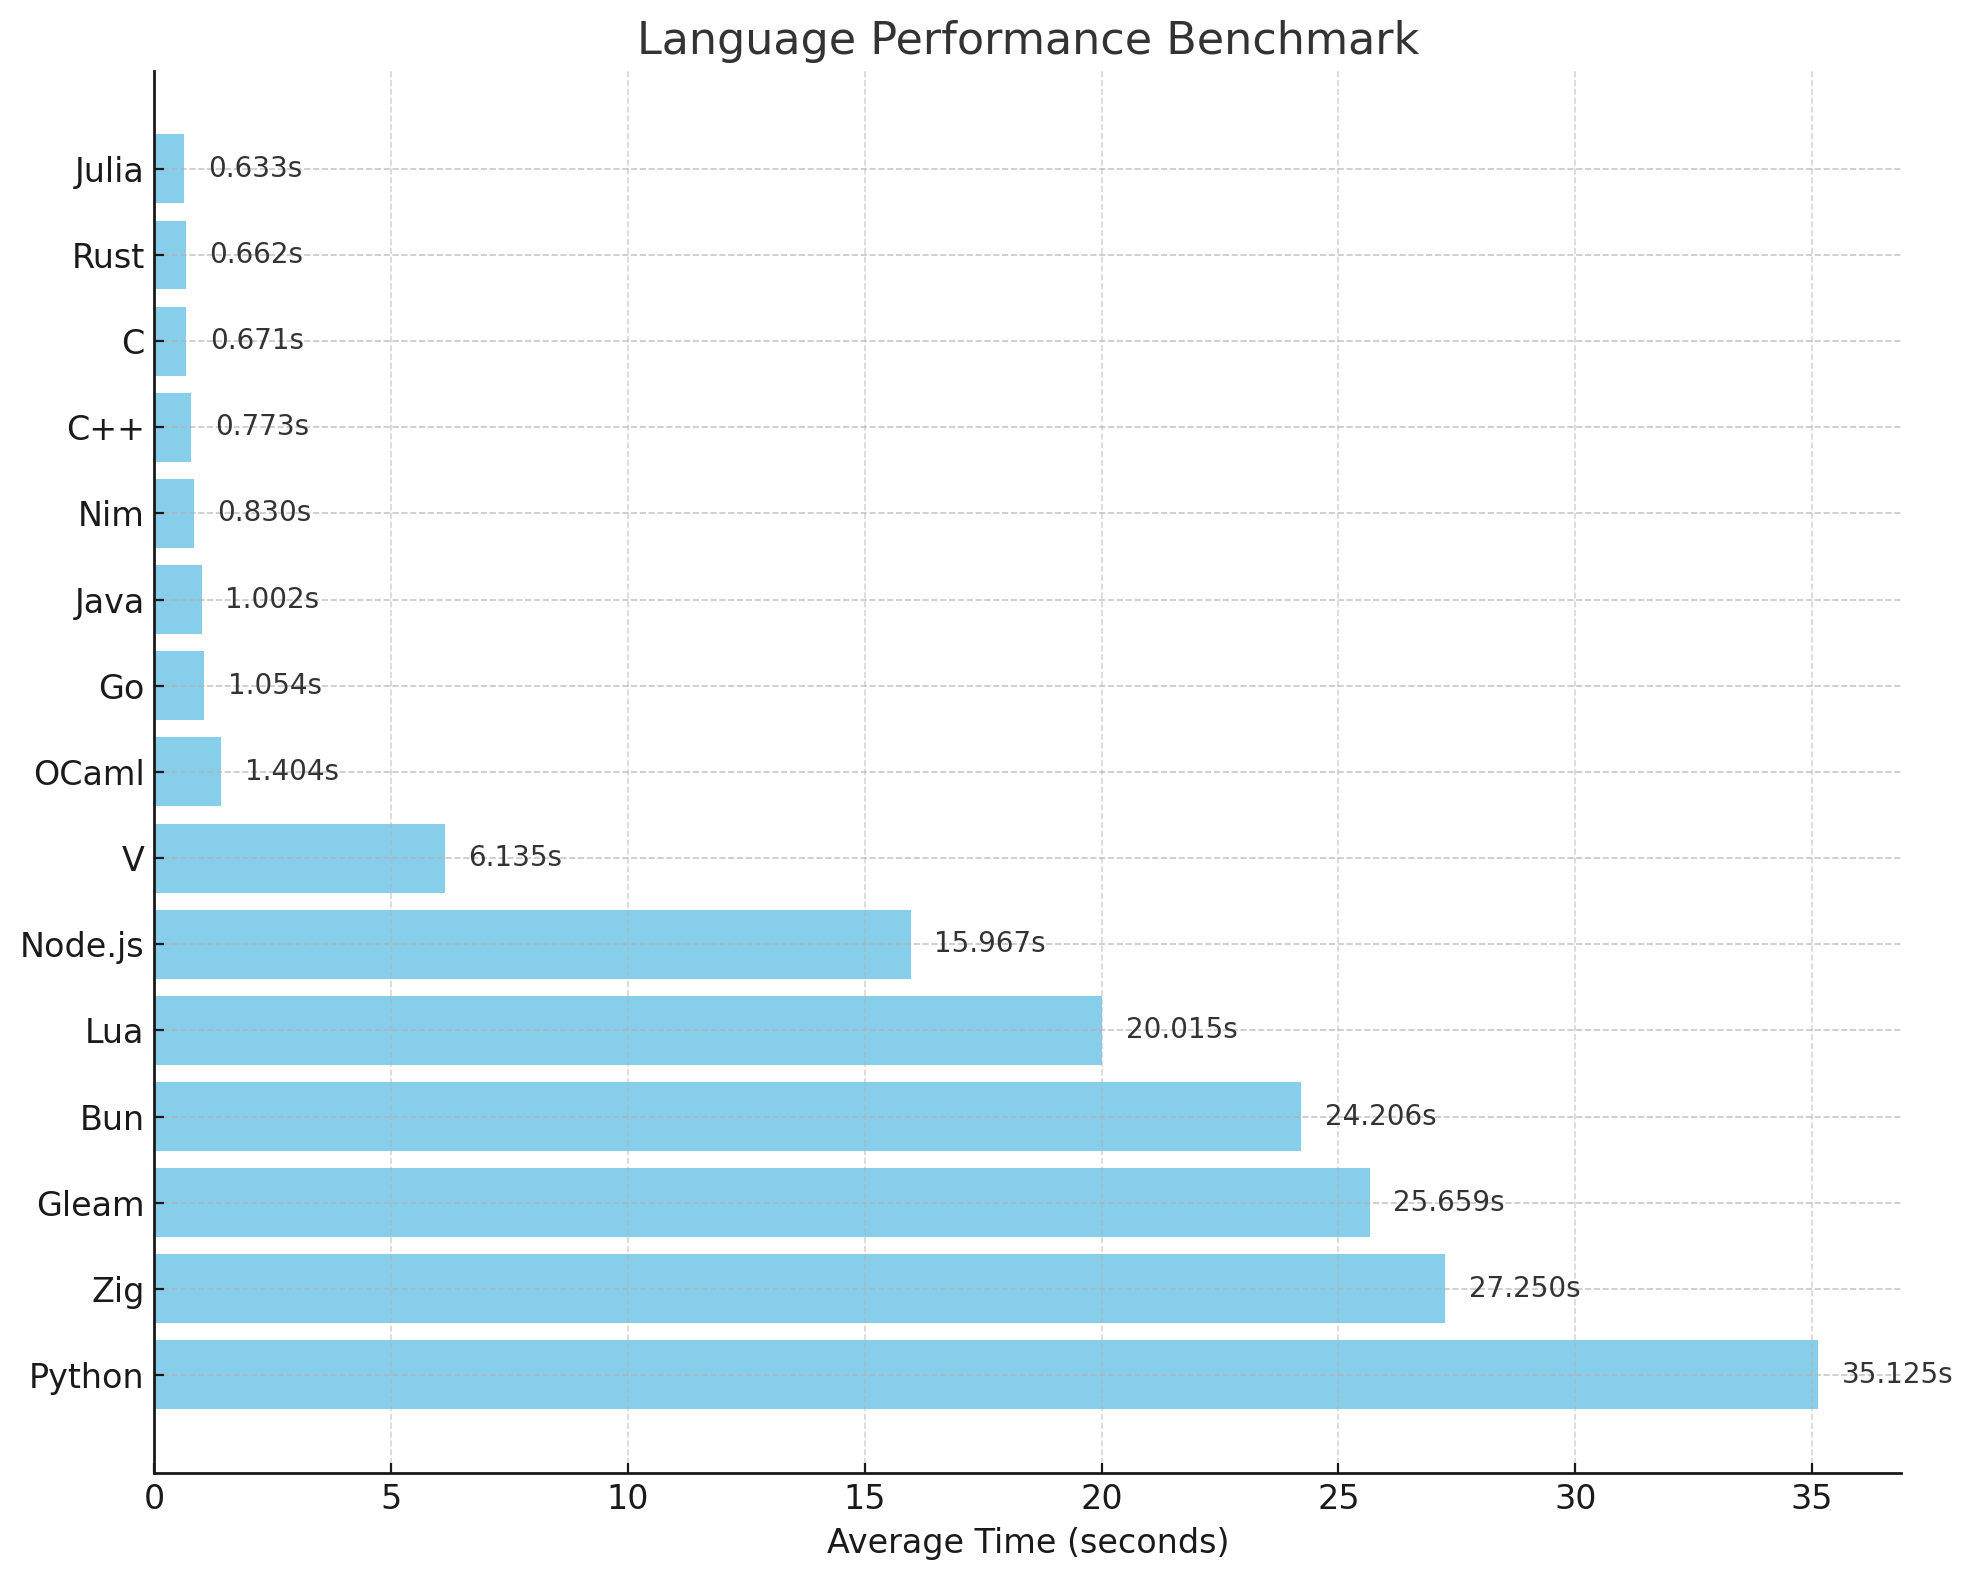 Language Performance Benchmark
Julia 0.633s
Rust 0.662s
C 0.671s
C++ 0.773s
Nim 0.830s
Java 1.002s
Go 1.054s
OCaml 1.404s
V 6.135s
Node.js 15.967s
Lua 20.015s
Bun 24.206s
Gleam 25.659s
Zig 27.250s
Python 35.125s
0 5 10 15 20 25 30 35
Average Time (seconds)